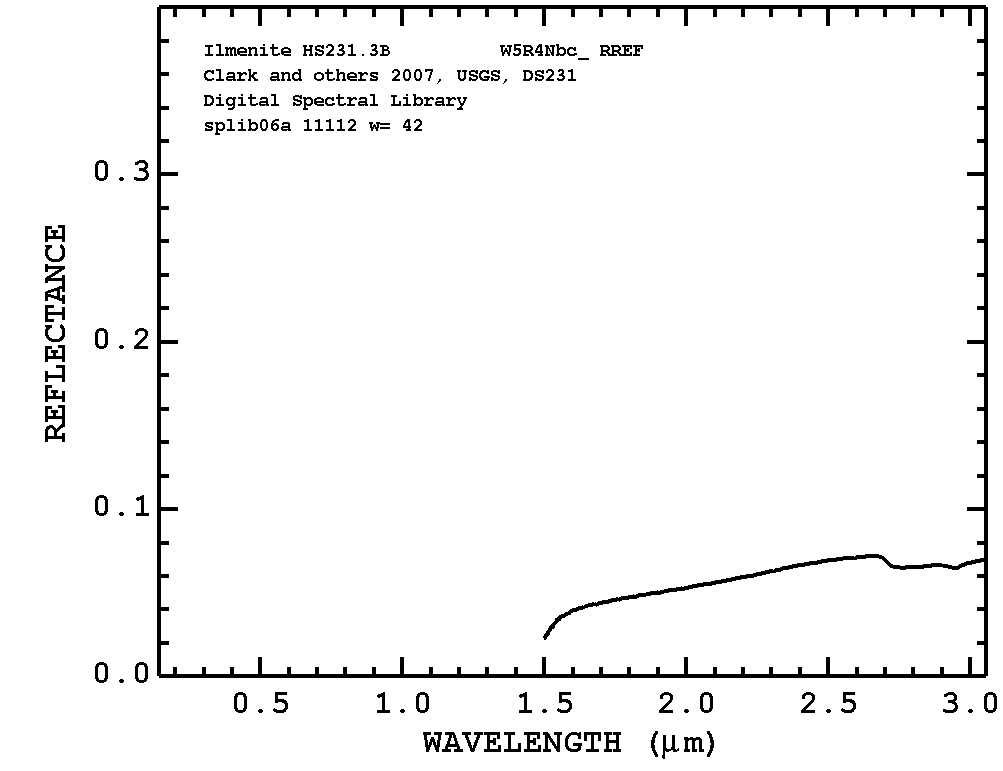 Ilmenite HS231.3B W5R4Nbc_ RREF
Clark and others 2007, USGS, DS231
Digital Spectral Library
splib06a 11112 w= 42
0.3
0.2
0.1
0.0
REFLECTANCE
0.5 1.0 1.5 2.0 2.5 3.0
WAVELENGTH (μm)